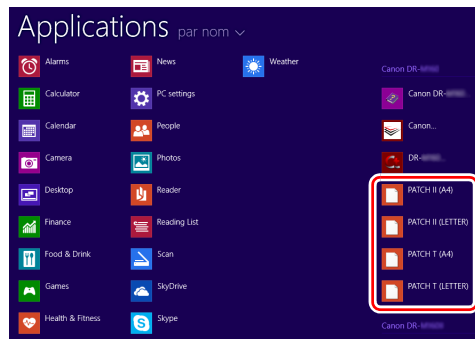 Applications par nom
Alarms
Calculator
Calendar
Camera
Desktop
Finance
Food & Drink
Games
Health & Fitness
News
PC settings
People
Photos
Reader
Reading List
Scan
SkyDrive
Skype
Weather
Canon DR-
Canon DR-
Canon...
DR-
PATCH II (A4)
PATCH II (LETTER)
PATCH T (A4)
PATCH T (LETTER)
Canon DR-